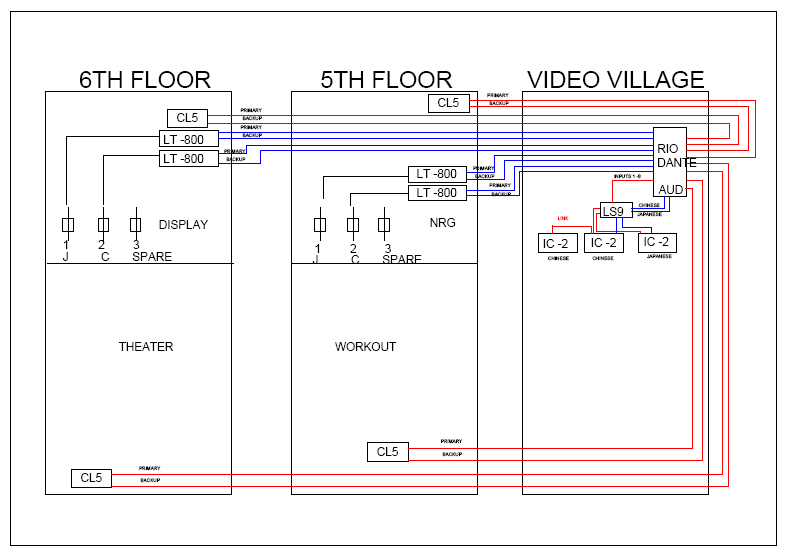 6TH FLOOR
5TH FLOOR
VIDEO VILLAGE
CL5
PRIMARY
BACKUP
CL5
PRIMARY
BACKUP
LT -800
PRIMARY
BACKUP
LT -800
PRIMARY
BACKUP
LT -800
PRIMARY
BACKUP
LT -800
PRIMARY
BACKUP
RIO
DANTE
AUD
INPUTS 1 -8
LS9
CHINESE
JAPANESE
LINK
IC -2
IC -2
IC -2
CHINESE
CHINESE
JAPANESE
DISPLAY
1 2 3
J C SPARE
NRG
1 2 3
J C SPARE
THEATER
WORKOUT
CL5
PRIMARY
BACKUP
CL5
PRIMARY
BACKUP